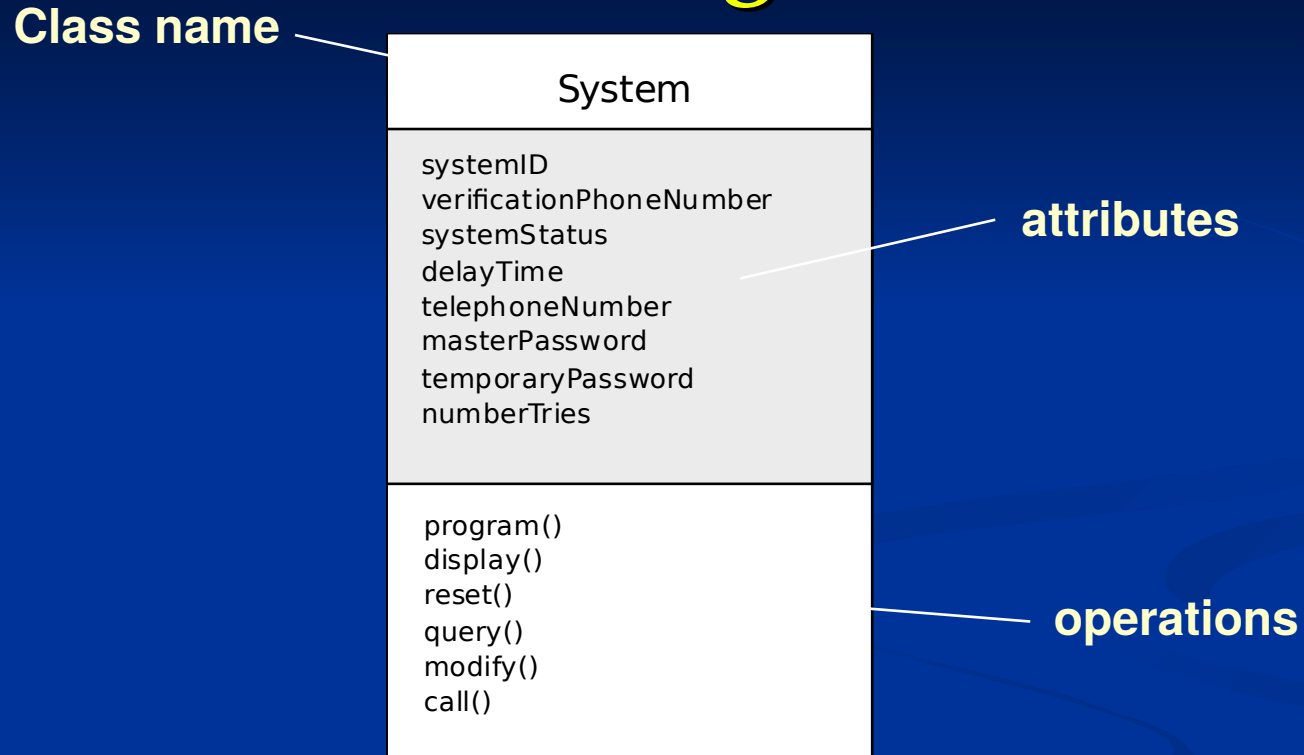 Class name
System
systemID
verificationPhoneNumber
systemStatus
delayTime
telephoneNumber
masterPassword
temporaryPassword
numberTries
attributes
program()
display()
reset()
query()
modify()
call()
operations